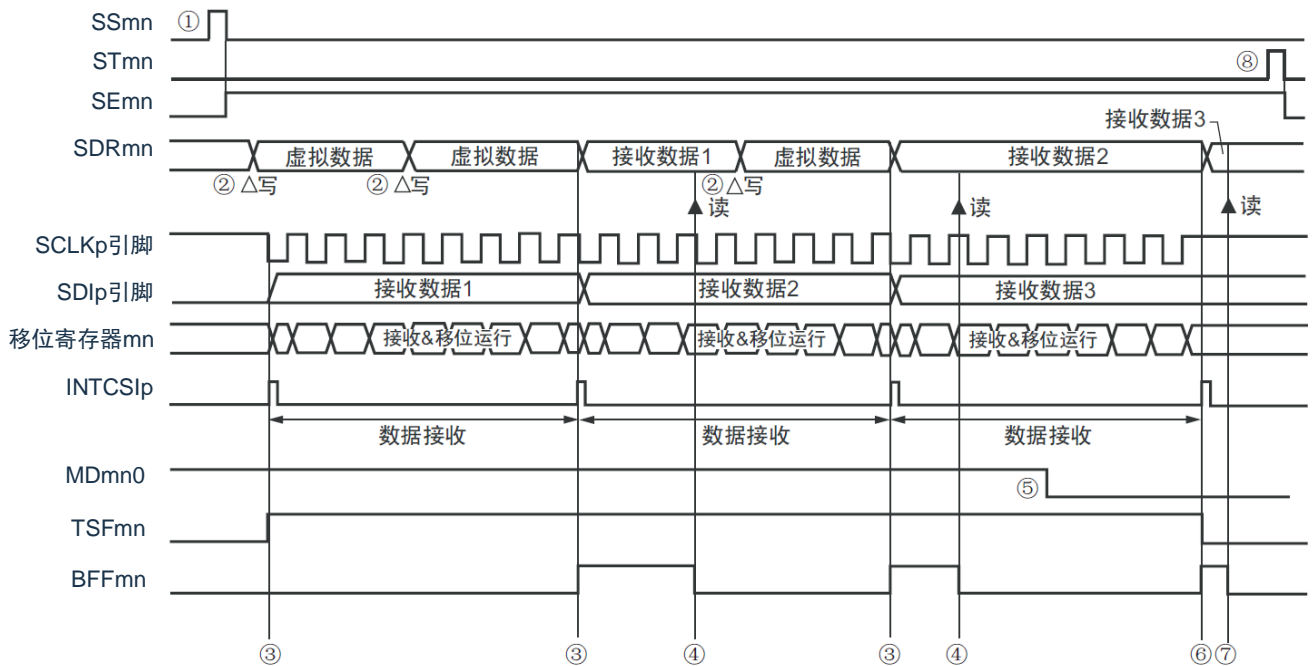 SSmn ①
STmn ⑧
SEmn
接收数据3
SDRmn 虚拟数据 虚拟数据 接收数据1 虚拟数据 接收数据2
② △写 ② △写 ② △写
▲读 ▲读 ▲读
SCLKp引脚
SDIp引脚 接收数据1 接收数据2 接收数据3
移位寄存器mn 接收&移位运行 接收&移位运行 接收&移位运行
INTCSIp
数据接收 数据接收 数据接收
MDmn0 ⑤
TSFmn
BFFmn
③ ③ ④ ③ ④ ⑥⑦